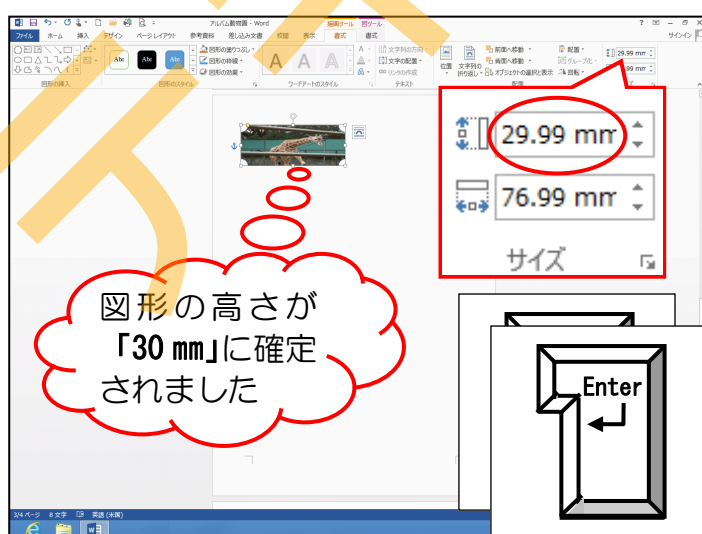 アルバム動物園 - Word
描画ツール 図ツール
サインイン
ファイル ホーム 挿入 デザイン ページ レイアウト 参考資料 差し込み文書 校閲 表示 書式 書式
図形の塗りつぶし
図形の枠線
図形の効果
Abc Abc Abc
A A A
文字列の方向
文字の配置
リンクの作成
位置 文字列の折り返し
前面へ移動
背面へ移動
オブジェクトの選択と表示
配置
グループ化
回転
29.99 mm
図形の挿入 図形のスタイル ワードアートのスタイル テキスト 配置
29.99 mm
76.99 mm
サイズ
図形の高さが
「30 mm」に確定
されました
Enter
3/4 ページ 8 文字 英語 (米国)